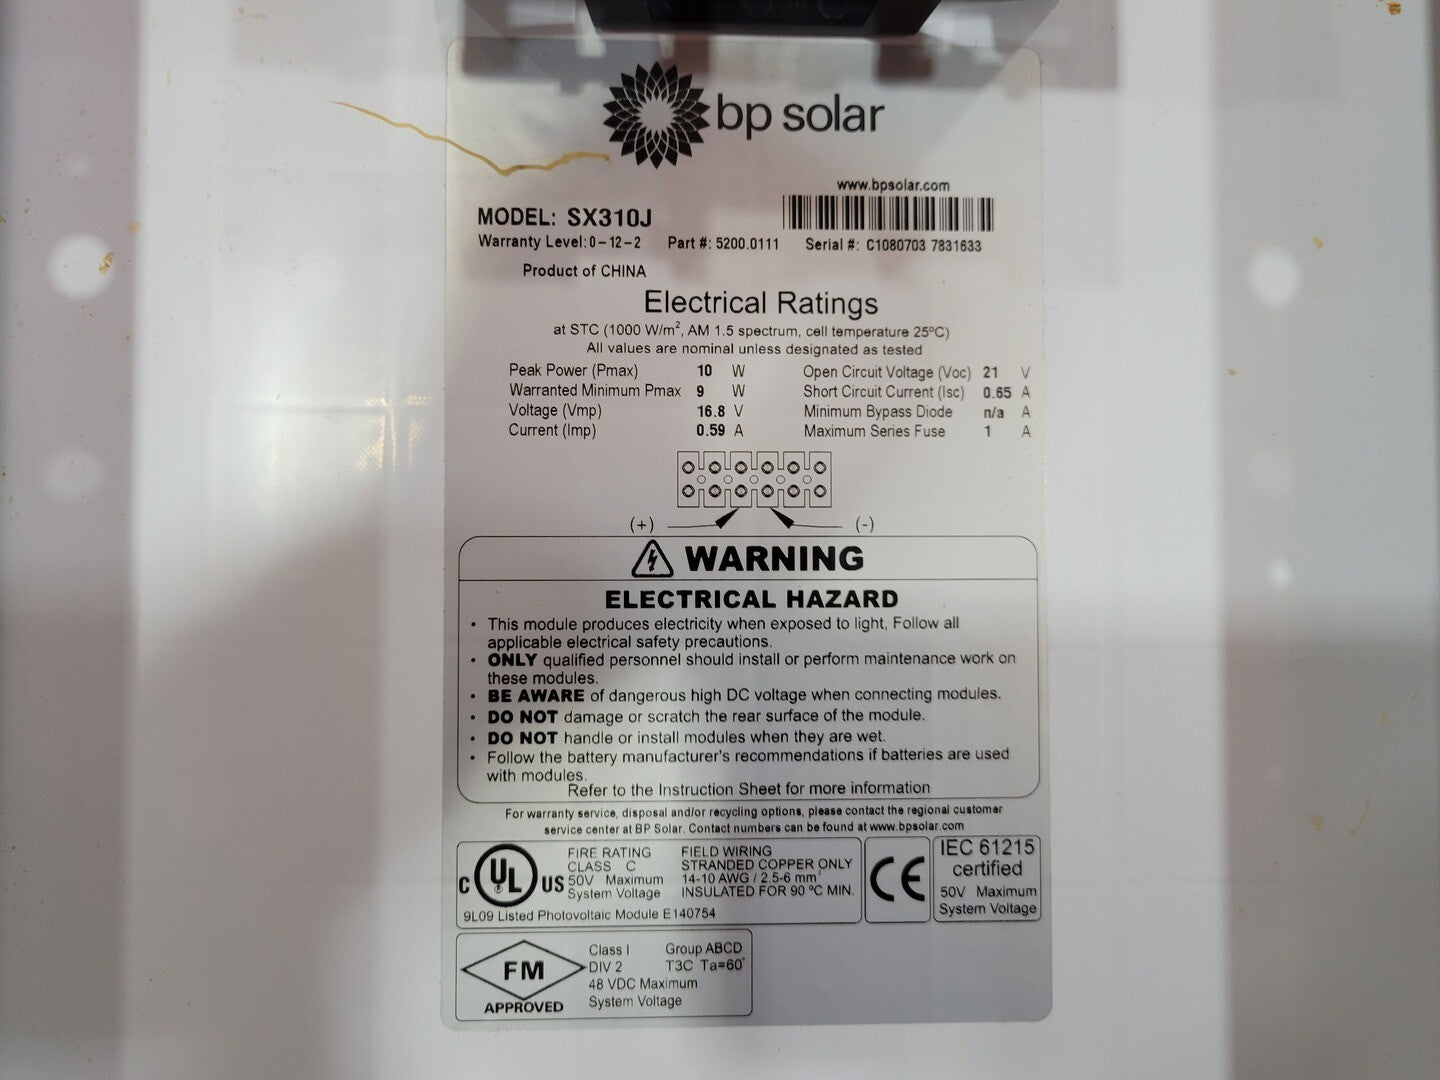 bp solar
www.bpsolar.com
MODEL: SX310J
Warranty Level:0-12-2 Part #: 5200.0111 Serial #: C1080703 7831633
Product of CHINA
Electrical Ratings
at STC (1000 W/m², AM 1.5 spectrum, cell temperature 25ºC)
All values are nominal unless designated as tested
Peak Power (Pmax) 10 W Open Circuit Voltage (Voc) 21 V
Warranted Minimum Pmax 9 W Short Circuit Current (Isc) 0.65 A
Voltage (Vmp) 16.8 V Minimum Bypass Diode n/a A
Current (Imp) 0.59 A Maximum Series Fuse 1 A
(+) (-)
WARNING
ELECTRICAL HAZARD
• This module produces electricity when exposed to light, Follow all
applicable electrical safety precautions.
• ONLY qualified personnel should install or perform maintenance work on
these modules.
• BE AWARE of dangerous high DC voltage when connecting modules.
• DO NOT damage or scratch the rear surface of the module.
• DO NOT handle or install modules when they are wet.
• Follow the battery manufacturer's recommendations if batteries are used
with modules.
Refer to the Instruction Sheet for more information
For warranty service, disposal and/or recycling options, please contact the regional customer
service center at BP Solar. Contact numbers can be found at www.bpsolar.com
C UL ® US
FIRE RATING
CLASS C
50V Maximum
System Voltage
FIELD WIRING
STRANDED COPPER ONLY
14-10 AWG / 2.5-6 mm²
INSULATED FOR 90 ºC MIN.
9L09 Listed Photovoltaic Module E140754
CE
IEC 61215
certified
50V Maximum
System Voltage
FM
APPROVED
Class I Group ABCD
DIV 2 T3C Ta=60°
48 VDC Maximum
System Voltage